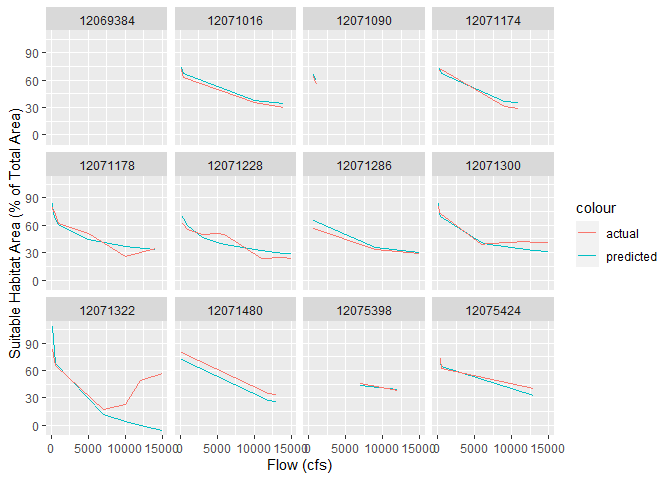 12069384 12071016 12071090 12071174
90
60
30
0
12071178 12071228 12071286 12071300
90
60
30
0
12071322 12071480 12075398 12075424
90
60
30
0
0 5000 10000 15000 0 5000 10000 15000 0 5000 10000 15000 0 5000 10000 15000
Flow (cfs)
Suitable Habitat Area (% of Total Area)
colour
actual
predicted